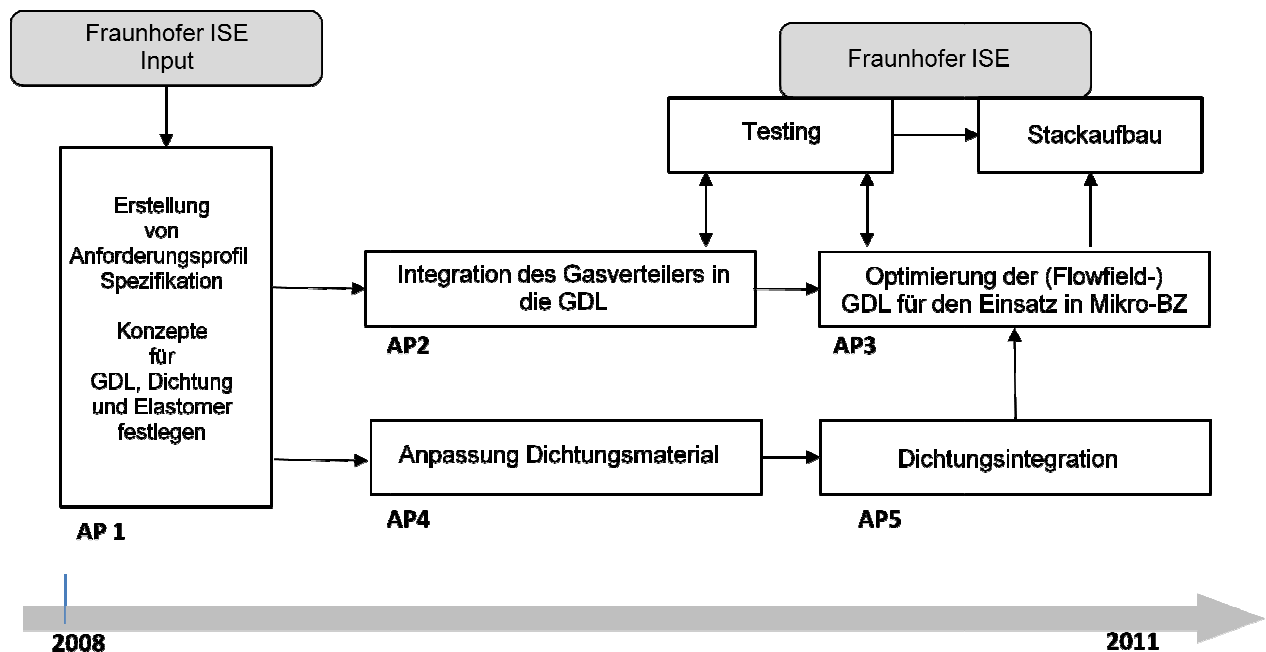 Fraunhofer ISE
Input
Fraunhofer ISE
Testing
Stackaufbau
Erstellung
von
Anforderungsprofil
Spezifikation
Konzepte
für
GDL, Dichtung
und Elastomer
festlegen
AP 1
Integration des Gasverteilers in
die GDL
AP2
Optimierung der (Flowfield-)
GDL für den Einsatz in Mikro-BZ
AP3
Anpassung Dichtungsmaterial
AP4
Dichtungsintegration
AP5
2008
2011